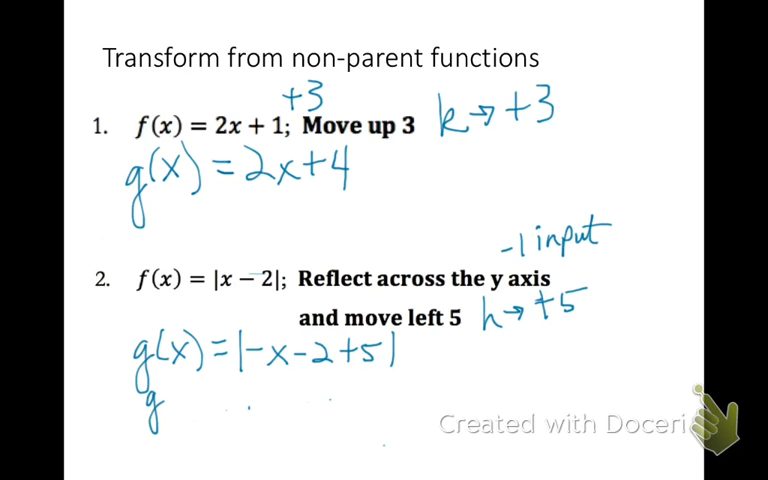 Transform from non-parent functions
+3
1. f(x) = 2x + 1; Move up 3 k→+3
g(x) = 2x+4
-1 input
2. f(x) = |x − 2|; Reflect across the y axis
and move left 5 h→+5
g(x) = |-x-2+5|
g
Created with Doceri